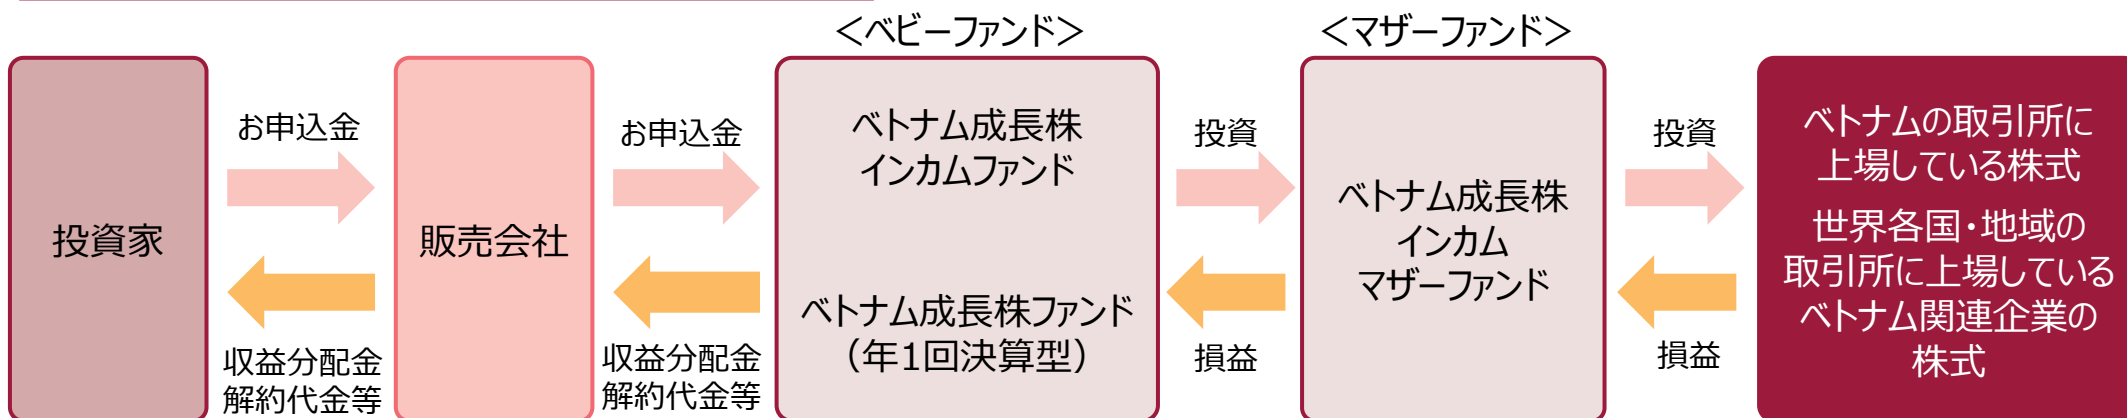 <ベビーファンド>
<マザーファンド>
投資家
お申込金
収益分配金
解約代金等
販売会社
お申込金
収益分配金
解約代金等
ベトナム成長株
インカムファンド
ベトナム成長株ファンド
（年1回決算型）
投資
損益
ベトナム成長株
インカム
マザーファンド
投資
損益
ベトナムの取引所に
上場している株式
世界各国・地域の
取引所に上場している
ベトナム関連企業の
株式